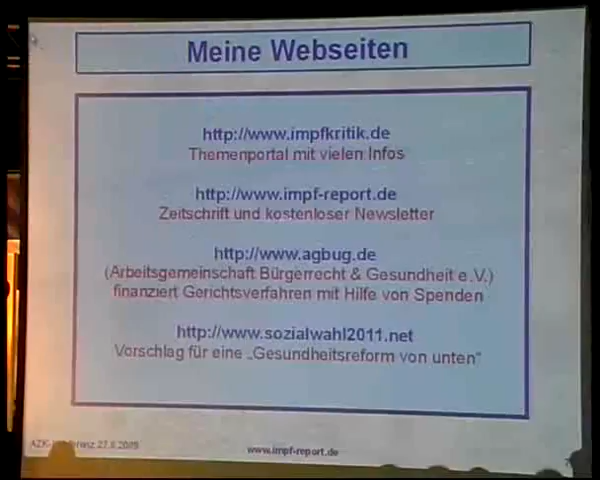 Meine Webseiten
http://www.impfkritik.de
Themenportal mit vielen Infos
http://www.impf-report.de
Zeitschrift und kostenloser Newsletter
http://www.agbug.de
(Arbeitsgemeinschaft Bürgerrecht & Gesundheit e.V.)
finanziert Gerichtsverfahren mit Hilfe von Spenden
http://www.sozialwahl2011.net
Vorschlag für eine „Gesundheitsreform von unten“
www.impf-report.de